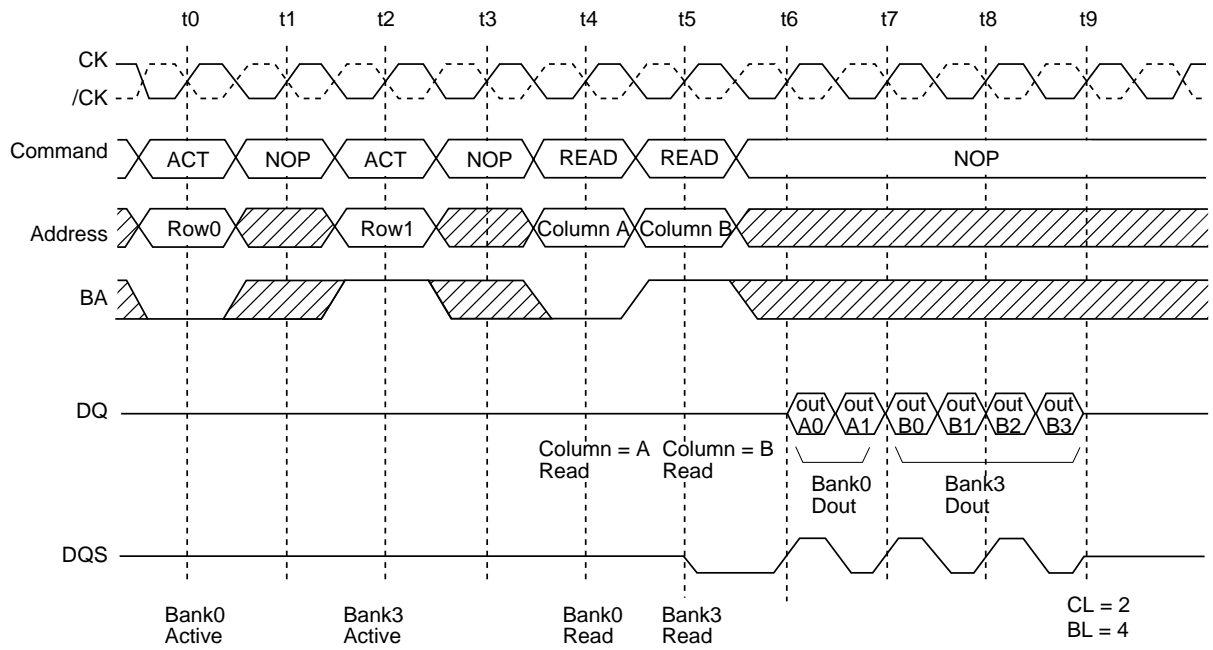 t0 t1 t2 t3 t4 t5 t6 t7 t8 t9
CK
/CK
Command ACT NOP ACT NOP READ READ NOP
Address Row0 Row1 Column A Column B
BA
DQ out out out out out out
A0 A1 B0 B1 B2 B3
Column = A Column = B
Read Read
Bank0 Bank3
Dout Dout
DQS
Bank0 Bank3 Bank0 Bank3 CL = 2
Active Active Read Read BL = 4